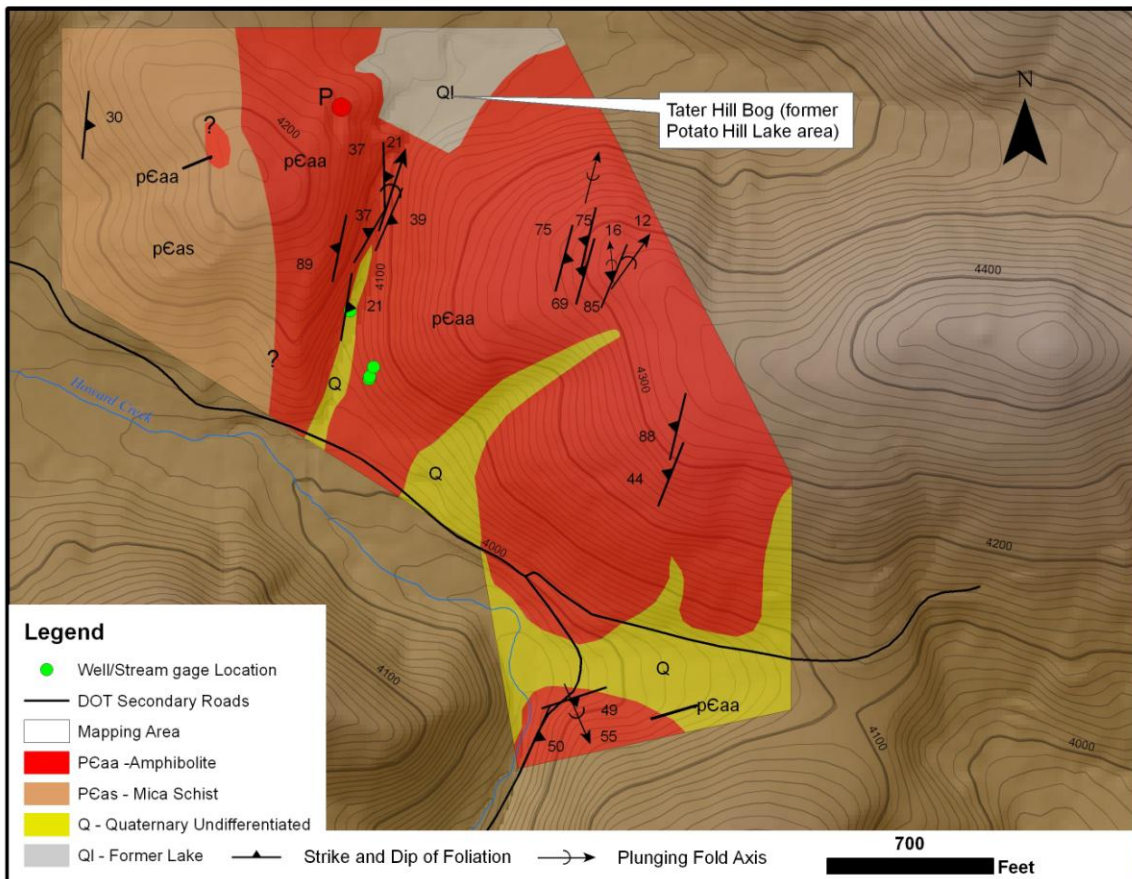 N
Ql
Tater Hill Bog (former
Potato Hill Lake area)
P
30
?
4200
pЄaa
37
21
pЄaa
pЄas
37
39
89
4100
21
75
75
16
12
69
85
4400
pЄaa
?
Howard Creek
Q
4300
88
44
Q
4000
4200
Q
pЄaa
49
50
55
4100
4100
4000
Legend
Well/Stream gage Location
DOT Secondary Roads
Mapping Area
PЄaa -Amphibolite
PЄas - Mica Schist
Q - Quaternary Undifferentiated
Ql - Former Lake
Strike and Dip of Foliation
Plunging Fold Axis
700
Feet